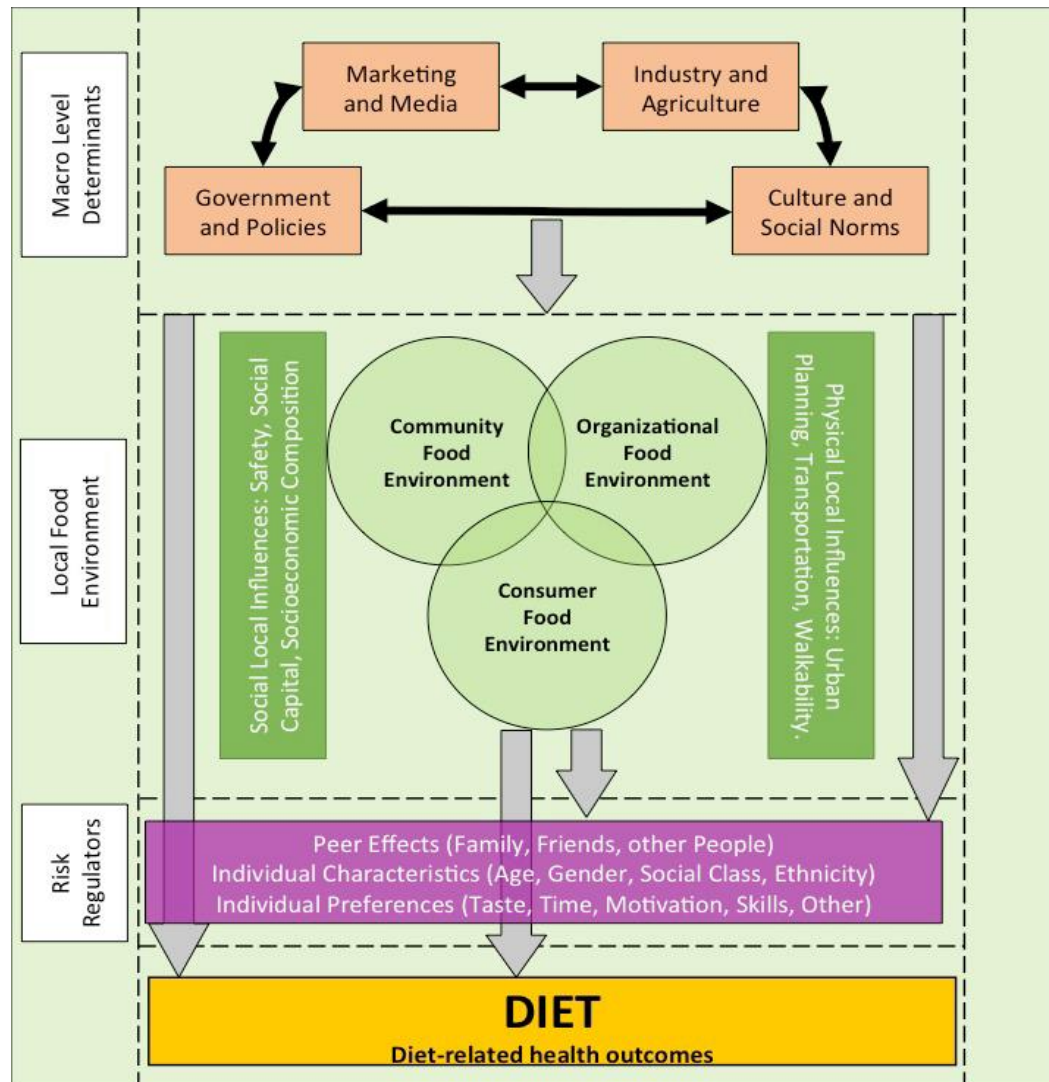 Macro Level
Determinants
Marketing
and Media
Industry and
Agriculture
Government
and Policies
Culture and
Social Norms
Local Food
Environment
Social Local Influences: Safety, Social
Capital, Socioeconomic Composition
Community
Food
Environment
Organizational
Food
Environment
Consumer
Food
Environment
Physical Local Influences: Urban
Planning, Transportation, Walkability.
Risk
Regulators
Peer Effects (Family, Friends, other People)
Individual Characteristics (Age, Gender, Social Class, Ethnicity)
Individual Preferences (Taste, Time, Motivation, Skills, Other)
DIET
Diet-related health outcomes